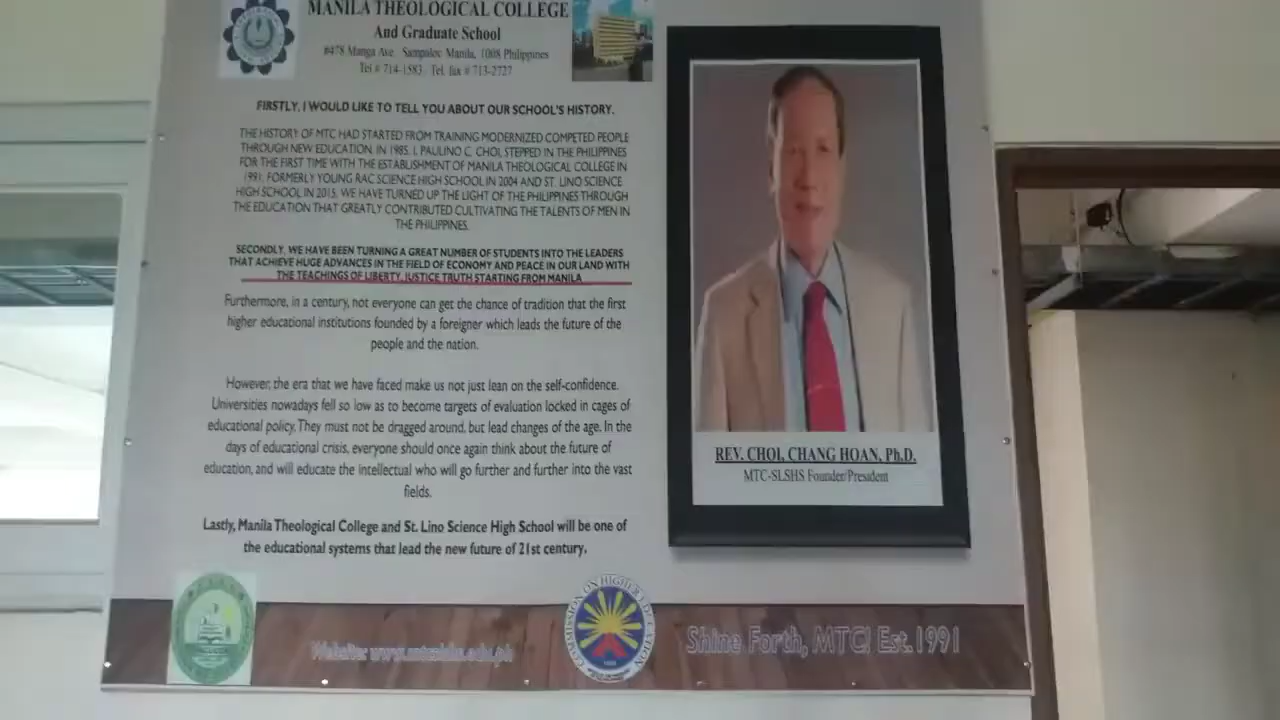 MANILA THEOLOGICAL COLLEGE
And Graduate School
#478 Manga Ave. Sampaloc Manila, 1008 Philippines
Tel # 714-1583 Tel. fax # 713-2727
FIRSTLY, I WOULD LIKE TO TELL YOU ABOUT OUR SCHOOL'S HISTORY.
THE HISTORY OF MTC HAD STARTED FROM TRAINING MODERNIZED COMPETED PEOPLE
THROUGH NEW EDUCATION. IN 1985, I, PAULINO C. CHOI, STEPPED IN THE PHILIPPINES
FOR THE FIRST TIME WITH THE ESTABLISHMENT OF MANILA THEOLOGICAL COLLEGE IN
1991, FORMERLY YOUNG RAC SCIENCE HIGH SCHOOL IN 2004 AND ST. LINO SCIENCE
HIGH SCHOOL IN 2015, WE HAVE TURNED UP THE LIGHT OF THE PHILIPPINES THROUGH
THE EDUCATION THAT GREATLY CONTRIBUTED CULTIVATING THE TALENTS OF MEN IN
THE PHILIPPINES.
SECONDLY, WE HAVE BEEN TURNING A GREAT NUMBER OF STUDENTS INTO THE LEADERS
THAT ACHIEVE HUGE ADVANCES IN THE FIELD OF ECONOMY AND PEACE IN OUR LAND WITH
THE TEACHINGS OF LIBERTY, JUSTICE TRUTH STARTING FROM MANILA
Furthermore, in a century, not everyone can get the chance of tradition that the first
higher educational institutions founded by a foreigner which leads the future of the
people and the nation.
However, the era that we have faced make us not just lean on the self-confidence.
Universities nowadays fell so low as to become targets of evaluation locked in cages of
educational policy. They must not be dragged around, but lead changes of the age. In the
days of educational crisis, everyone should once again think about the future of
education, and will educate the intellectual who will go further and further into the vast
fields.
Lastly, Manila Theological College and St. Lino Science High School will be one of
the educational systems that lead the new future of 21st century.
REV. CHOI, CHANG HOAN, Ph.D.
MTC-SLSHS Founder/President
COMMISSION ON HIGHER EDUCATION
Website: www.
Shine Forth, MTC! Est.1991